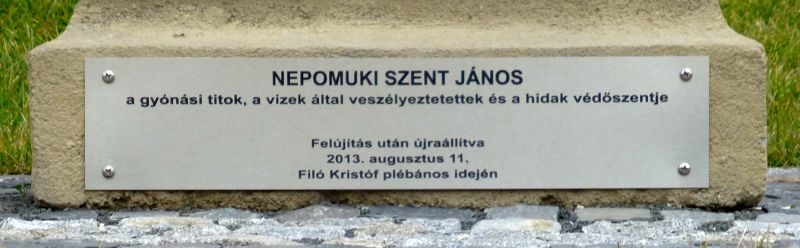 NEPOMUKI SZENT JÁNOS
a gyónási titok, a vizek által veszélyeztetettek és a hidak védőszentje
Felújítás után újraállítva
2013. augusztus 11.
Filó Kristóf plébános idején